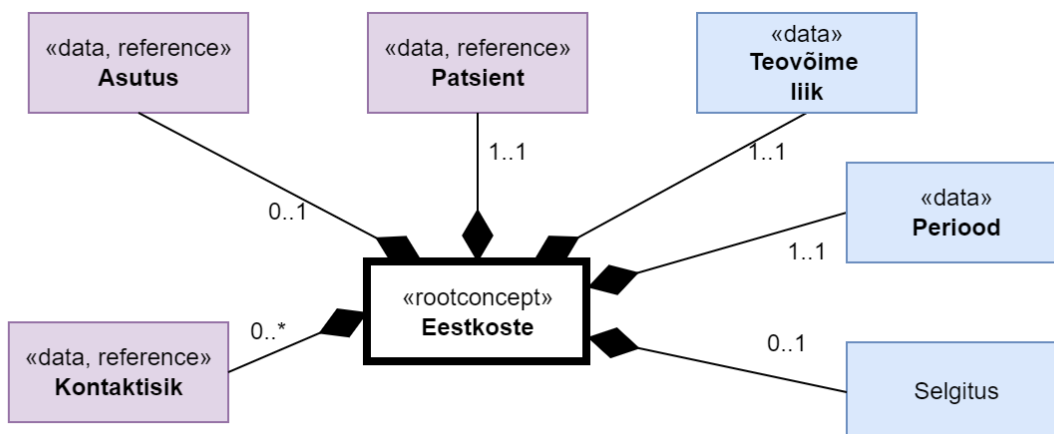 «data, reference»
Asutus
«data, reference»
Patsient
«data»
Teovõime
liik
1..1
1..1
0..1
«data»
Periood
1..1
«rootconcept»
Eestkoste
0..*
«data, reference»
Kontaktisik
0..1
Selgitus